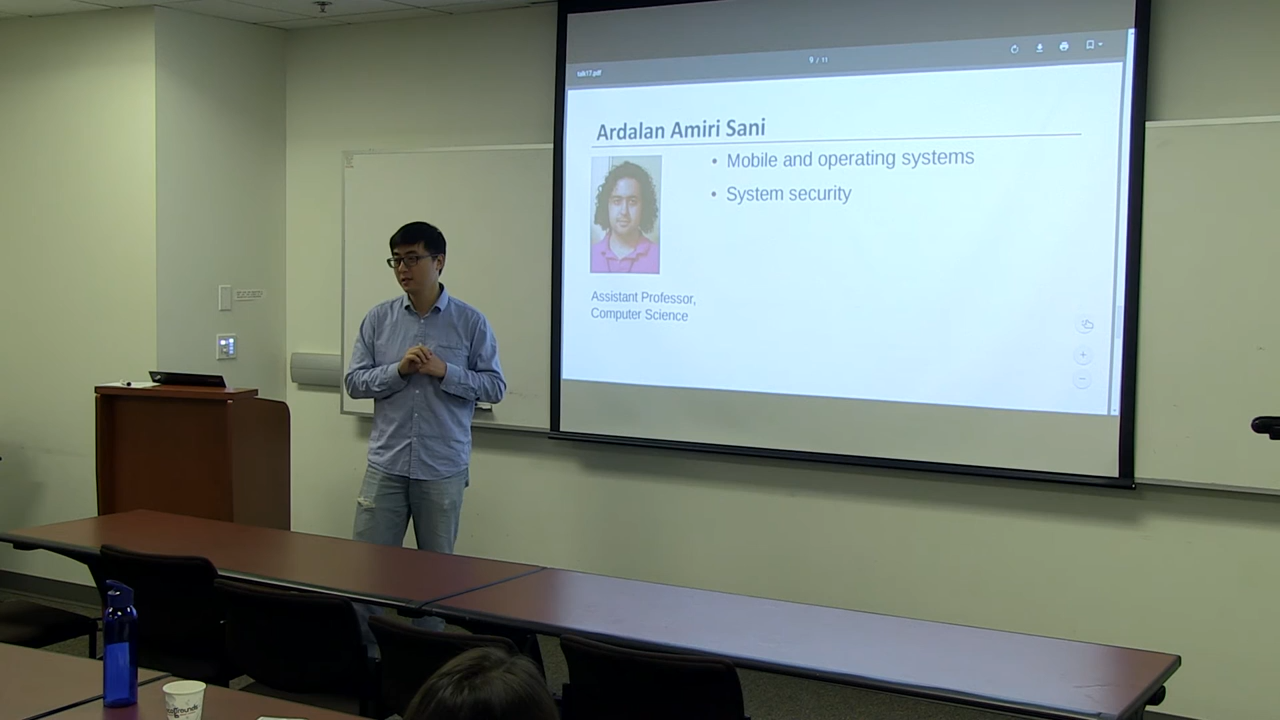 talk17.pdf
9 / 11
Ardalan Amiri Sani
• Mobile and operating systems
• System security
Assistant Professor,
Computer Science